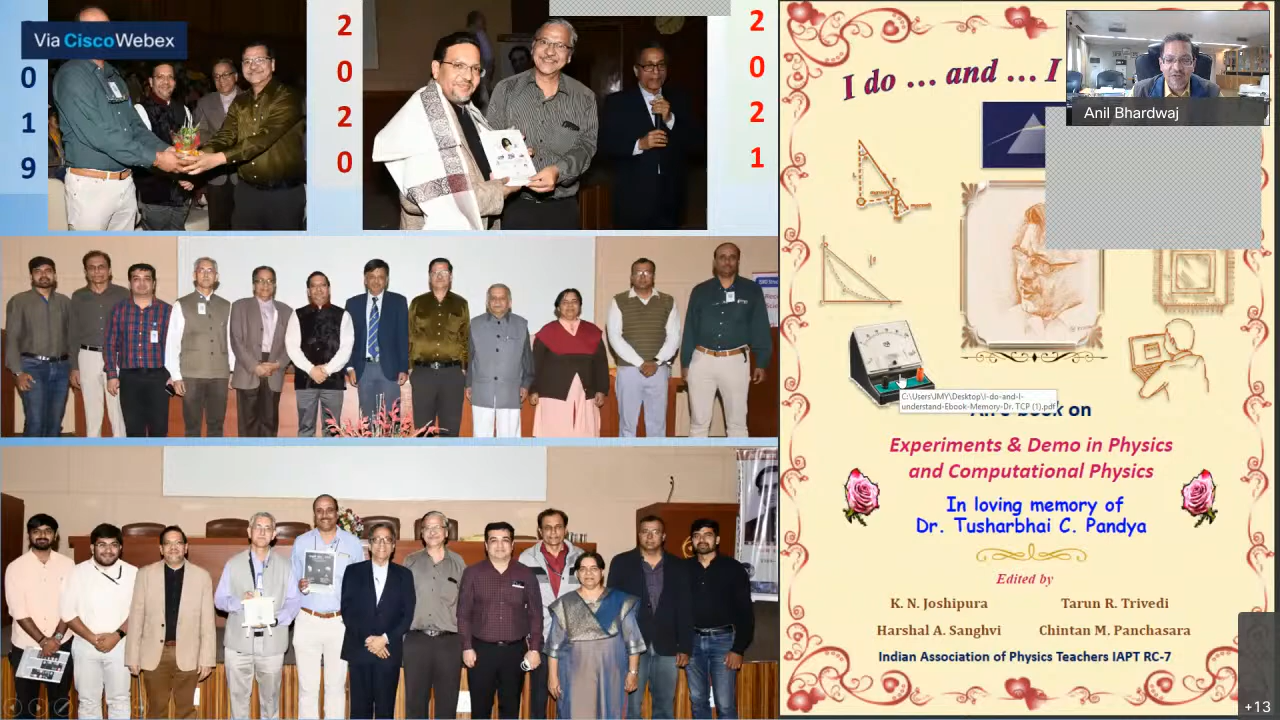 Via Cisco Webex
0
1
9
2
0
2
0
2
0
2
1
I do ... and ... I
Anil Bhardwaj
C:\Users\JMY\Desktop\I-do-and-I-
understand-Ebook-Memory-Dr. TCP (1).pdf
book on
Experiments & Demo in Physics
and Computational Physics
In loving memory of
Dr. Tusharbhai C. Pandya
Edited by
K. N. Joshipura
Tarun R. Trivedi
Harshal A. Sanghvi
Chintan M. Panchasara
Indian Association of Physics Teachers IAPT RC-7
+13